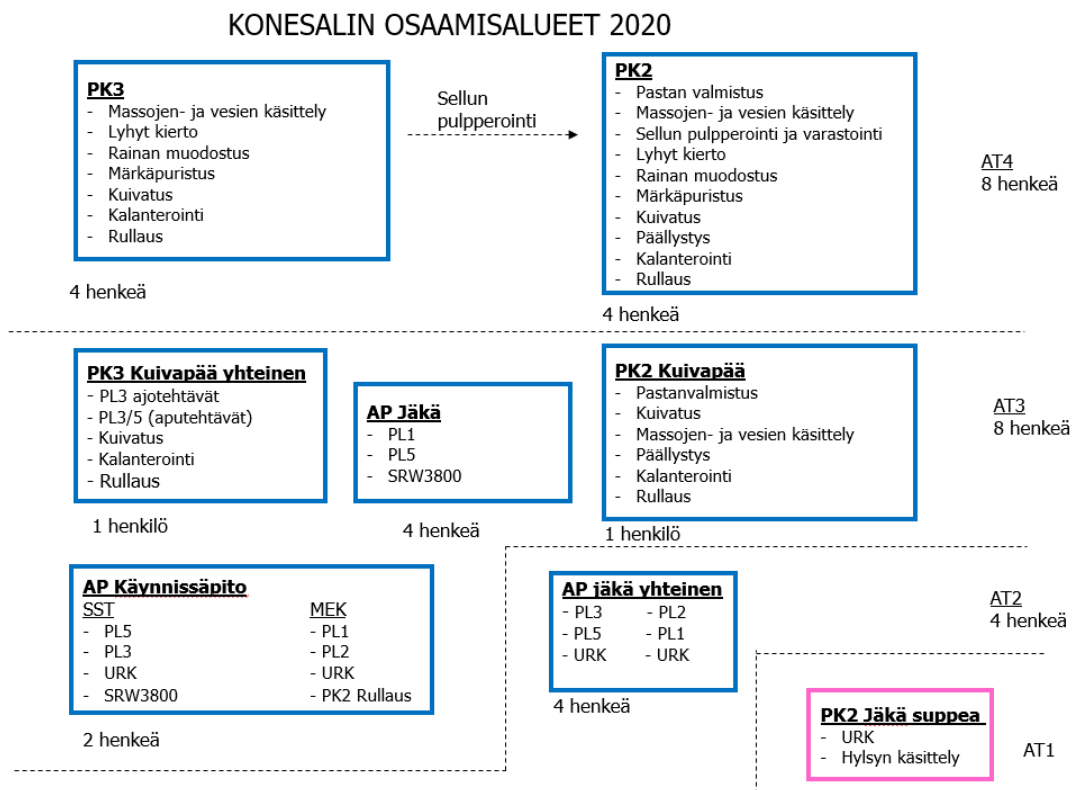 KONESALIN OSAAMISALUEET 2020
PK3
- Massojen- ja vesien käsittely
- Lyhyt kierto
- Rainan muodostus
- Märkäpuristus
- Kuivatus
- Kalanterointi
- Rullaus
4 henkeä
Sellun
pulpperointi
PK2
- Pastan valmistus
- Massojen- ja vesien käsittely
- Sellun pulpperointi ja varastointi
- Lyhyt kierto
- Rainan muodostus
- Märkäpuristus
- Kuivatus
- Päällystys
- Kalanterointi
- Rullaus
4 henkeä
AT4
8 henkeä
PK3 Kuivapää yhteinen
- PL3 ajotehtävät
- PL3/5 (aputehtävät)
- Kuivatus
- Kalanterointi
- Rullaus
1 henkilö
AP Jäkä
- PL1
- PL5
- SRW3800
4 henkeä
PK2 Kuivapää
- Pastanvalmistus
- Kuivatus
- Massojen- ja vesien käsittely
- Päällystys
- Kalanterointi
- Rullaus
1 henkilö
AT3
8 henkeä
AP Käynnissäpito
SST
- PL5
- PL3
- URK
- SRW3800
MEK
- PL1
- PL2
- URK
- PK2 Rullaus
2 henkeä
AP jäkä yhteinen
- PL3 - PL2
- PL5 - PL1
- URK - URK
4 henkeä
AT2
4 henkeä
PK2 Jäkä suppea
- URK
- Hylsyn käsittely
AT1